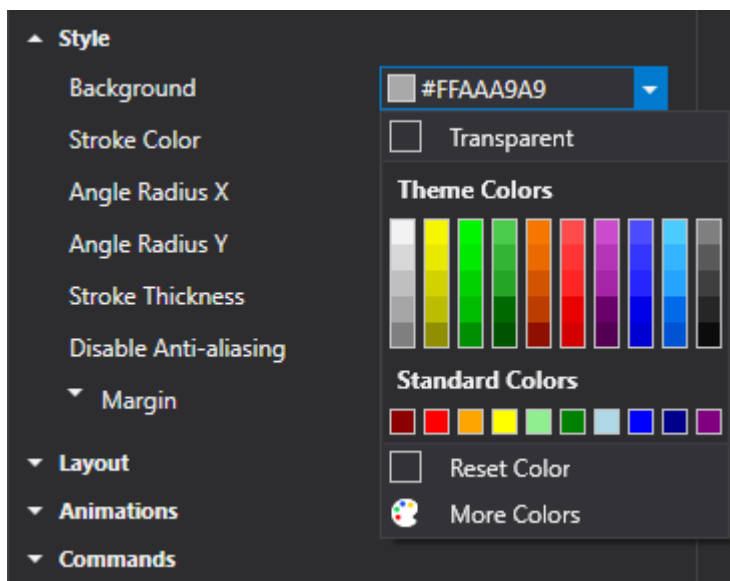 Style
Background #FFAAA9A9
Stroke Color Transparent
Angle Radius X Theme Colors
Angle Radius Y
Stroke Thickness
Disable Anti-aliasing
Margin Standard Colors
Layout Reset Color
Animations More Colors
Commands